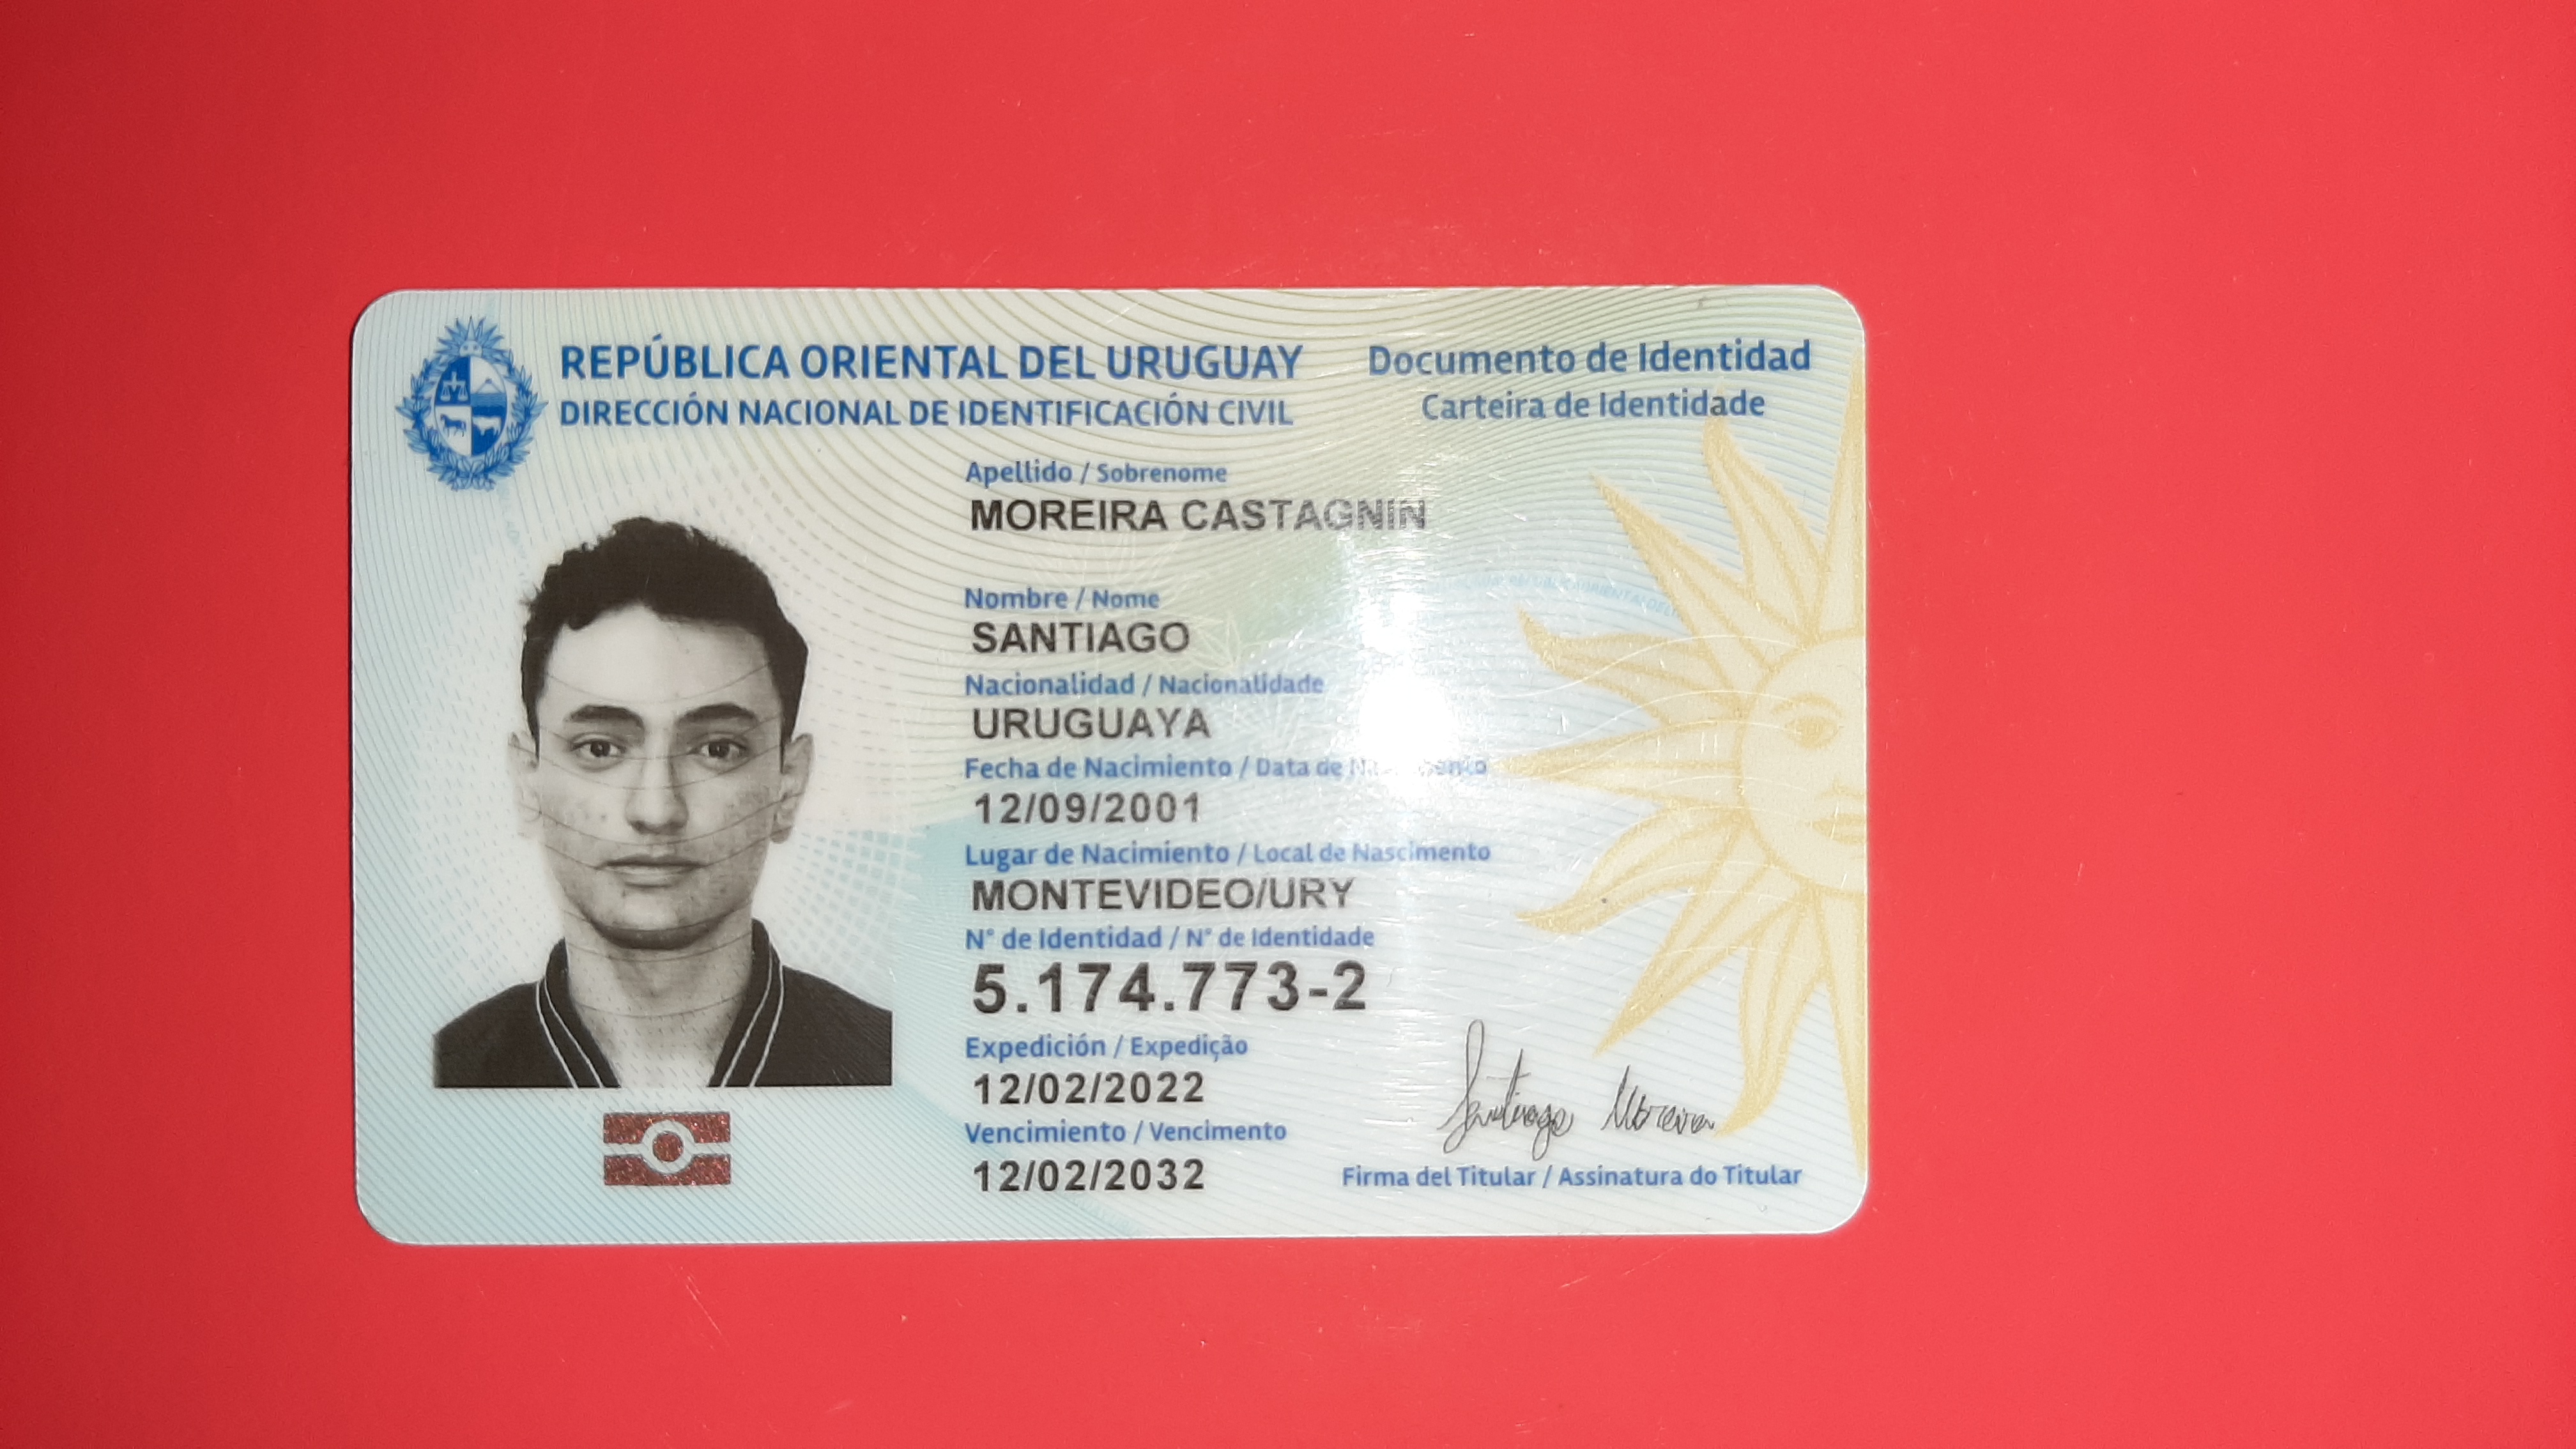 REPÚBLICA ORIENTAL DEL URUGUAY
DIRECCIÓN NACIONAL DE IDENTIFICACIÓN CIVIL
Documento de Identidad
Carteira de Identidade
Apellido / Sobrenome
MOREIRA CASTAGNIN
Nombre / Nome
SANTIAGO
Nacionalidad / Nacionalidade
URUGUAYA
Fecha de Nacimiento / Data de
12/09/2001
Lugar de Nacimiento / Local de Nascimento
MONTEVIDEO/URY
N° de Identidad / N° de Identidade
5.174.773-2
Expedición / Expedição
12/02/2022
Vencimiento / Vencimento
12/02/2032
Santiago Moreira
Firma del Titular / Assinatura do Titular